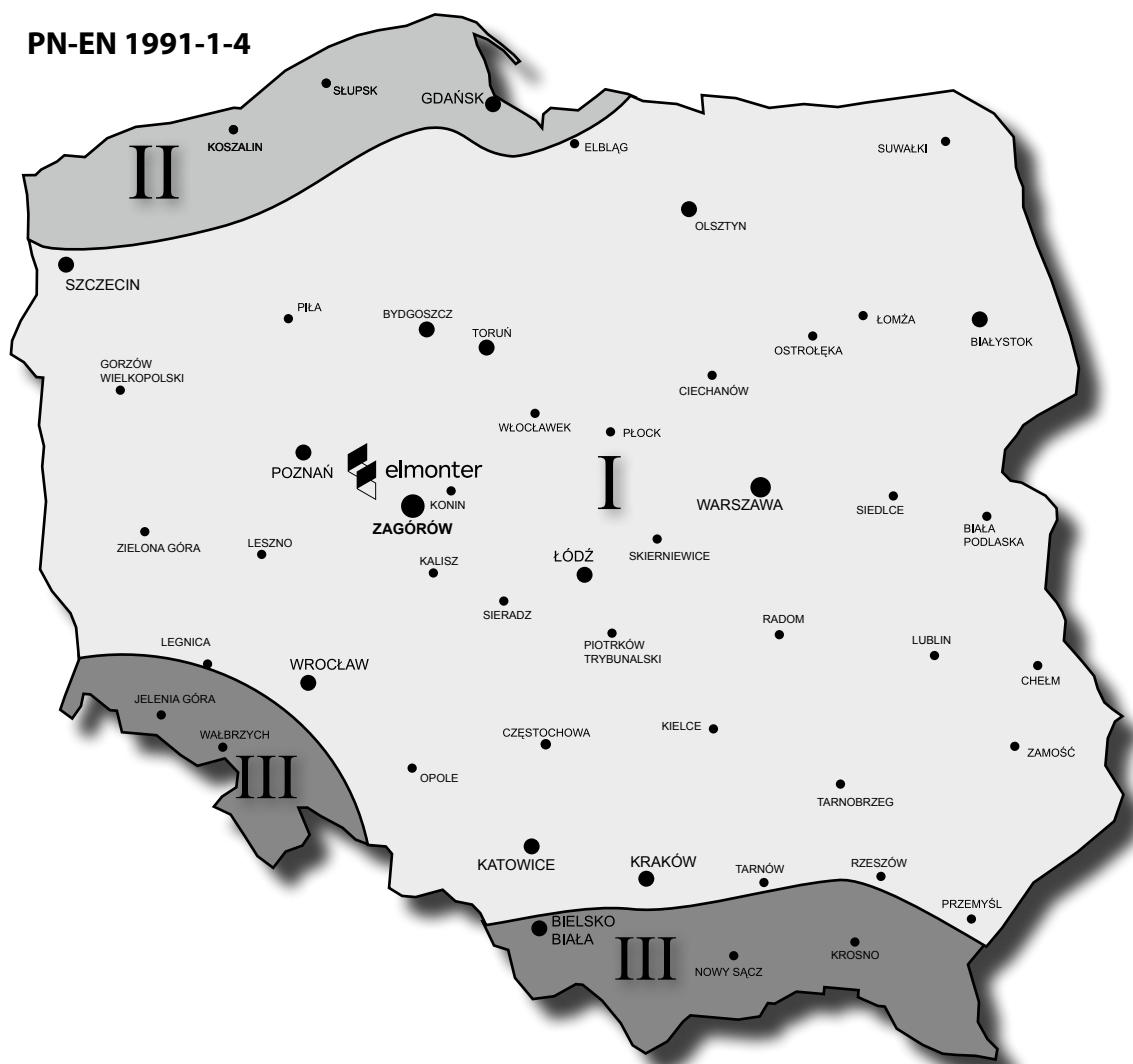 PN-EN 1991-1-4
SŁUPSK
GDAŃSK
KOSZALIN
II
ELBLĄG
SUWAŁKI
OLSZTYN
SZCZECIN
PIŁA
BYDGOSZCZ
TORUŃ
ŁOMŻA
OSTROŁĘKA
BIAŁYSTOK
GORZÓW
WIELKOPOLSKI
CIECHANÓW
WŁOCŁAWEK
PŁOCK
POZNAŃ
elmonter
I
KONIN
ZAGÓRÓW
WARSZAWA
SIEDLCE
BIAŁA
PODLASKA
ZIELONA GÓRA
LESZNO
KALISZ
ŁÓDŹ
SKIERNIEWICE
SIERADZ
RADOM
PIOTRKÓW
TRYBUNALSKI
LUBLIN
LEGNICA
WROCŁAW
CHEŁM
JELENIA GÓRA
WAŁBRZYCH
III
CZĘSTOCHOWA
KIELCE
ZAMOŚĆ
OPOLE
TARNOBRZEG
KATOWICE
KRAKÓW
TARNÓW
RZESZÓW
PRZEMYŚL
BIELSKO
BIAŁA
III
NOWY SĄCZ
KROSNO